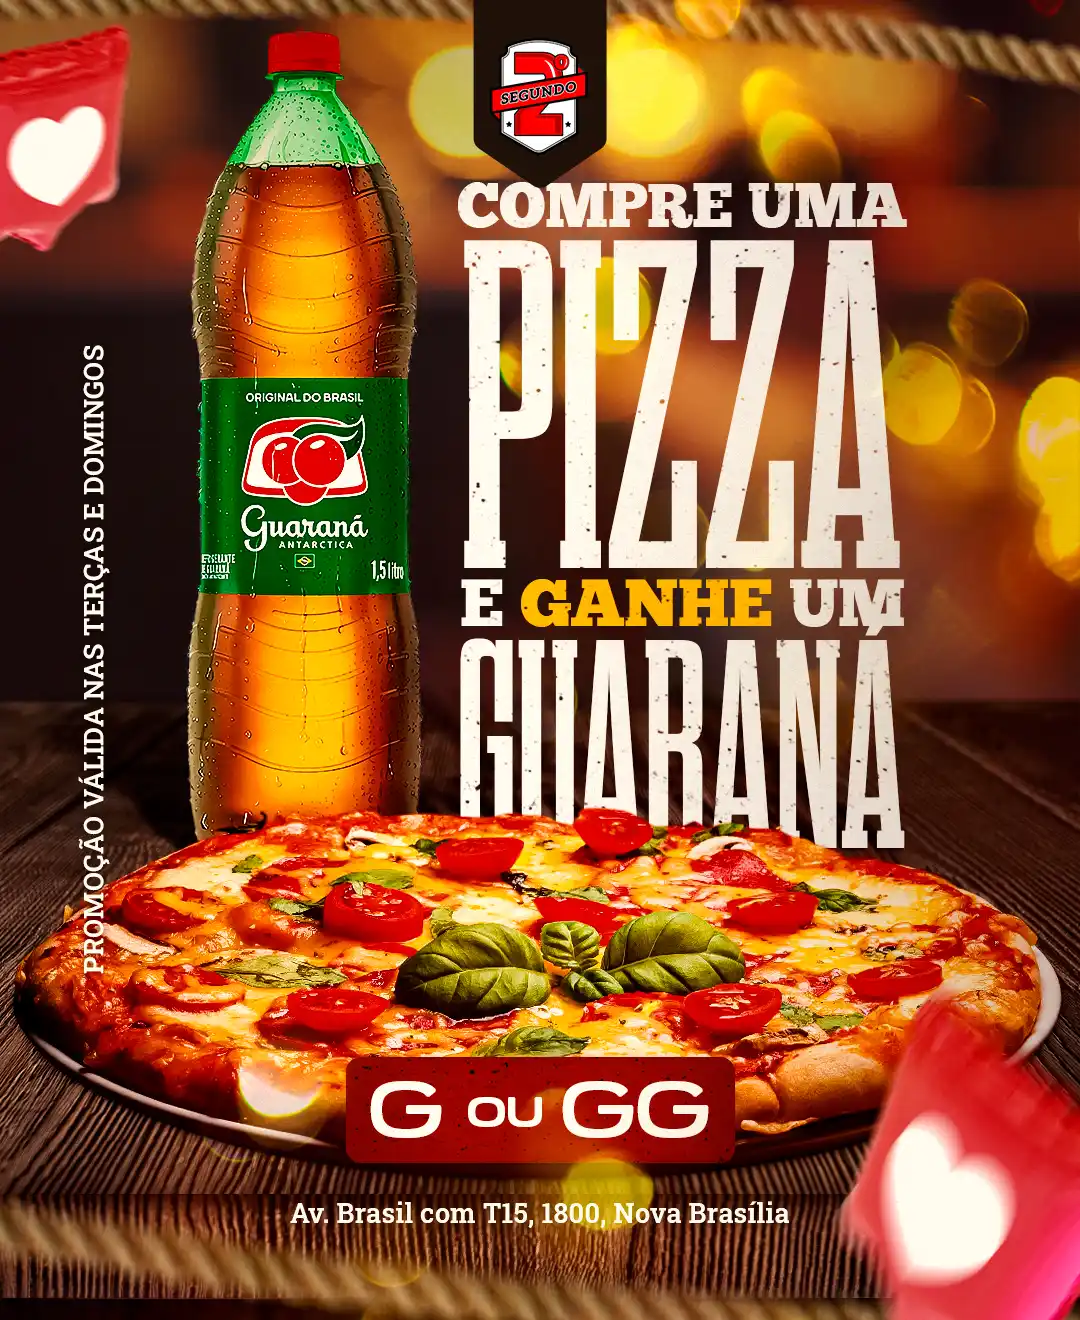 2º
SEGUNDO
COMPRE UMA
PIZZA
E GANHE UM
GUARANÁ
ORIGINAL DO BRASIL
Guaraná
ANTARCTICA
1,5 litro
PROMOÇÃO VÁLIDA NAS TERÇAS E DOMINGOS
G OU GG
Av. Brasil com T15, 1800, Nova Brasília